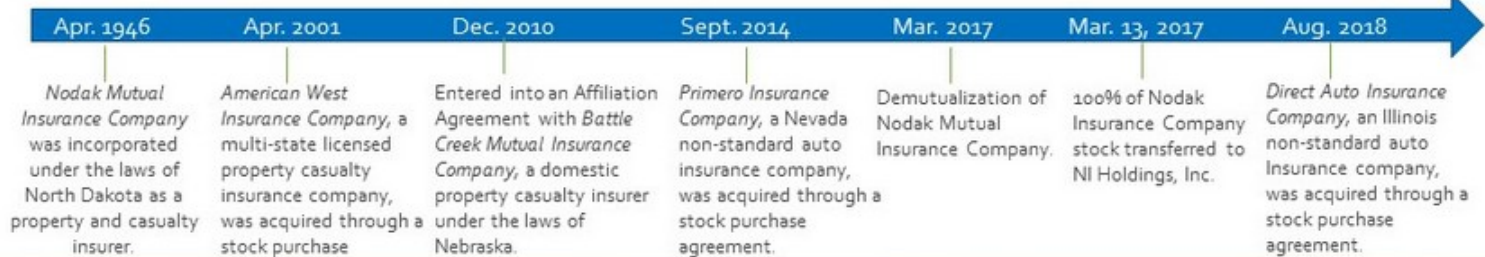 Apr. 1946
Apr. 2001
Dec. 2010
Sept. 2014
Mar. 2017
Mar. 13, 2017
Aug. 2018
Nodak Mutual
Insurance Company
was incorporated
under the laws of
North Dakota as a
property and casualty
insurer.
American West
Insurance Company, a
multi-state licensed
property casualty
insurance company,
was acquired through a
stock purchase
Entered into an Affiliation
Agreement with Battle
Creek Mutual Insurance
Company, a domestic
property casualty insurer
under the laws of
Nebraska.
Primero Insurance
Company, a Nevada
non-standard auto
insurance company,
was acquired through a
stock purchase
agreement.
Demutualization of
Nodak Mutual
Insurance Company.
100% of Nodak
Insurance Company
stock transferred to
NI Holdings, Inc.
Direct Auto Insurance
Company, an Illinois
non-standard auto
Insurance company,
was acquired through a
stock purchase
agreement.